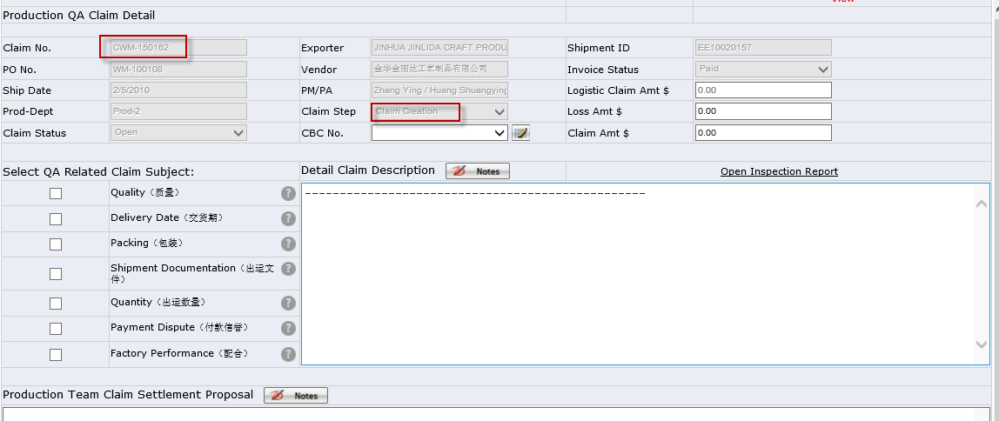 View
Production QA Claim Detail
Claim No. CWM-150162 Exporter JINHUA JINLIDA CRAFT PRODU Shipment ID EE10020157
PO No. WM-100108 Vendor 金华金丽达工艺制品有限公司 Invoice Status Paid
Ship Date 2/5/2010 PM/PA Zhang Ying / Huang Shuangying Logistic Claim Amt $ 0.00
Prod-Dept Prod-2 Claim Step Claim Creation Loss Amt $ 0.00
Claim Status Open CBC No. Claim Amt $ 0.00
Select QA Related Claim Subject: Detail Claim Description Notes Open Inspection Report
Quality（质量） ?
Delivery Date（交货期） ?
Packing（包装） ?
Shipment Documentation（出运文 ?
件）
Quantity（出运数量） ?
Payment Dispute（付款信誉） ?
Factory Performance（配合） ?
Production Team Claim Settlement Proposal Notes